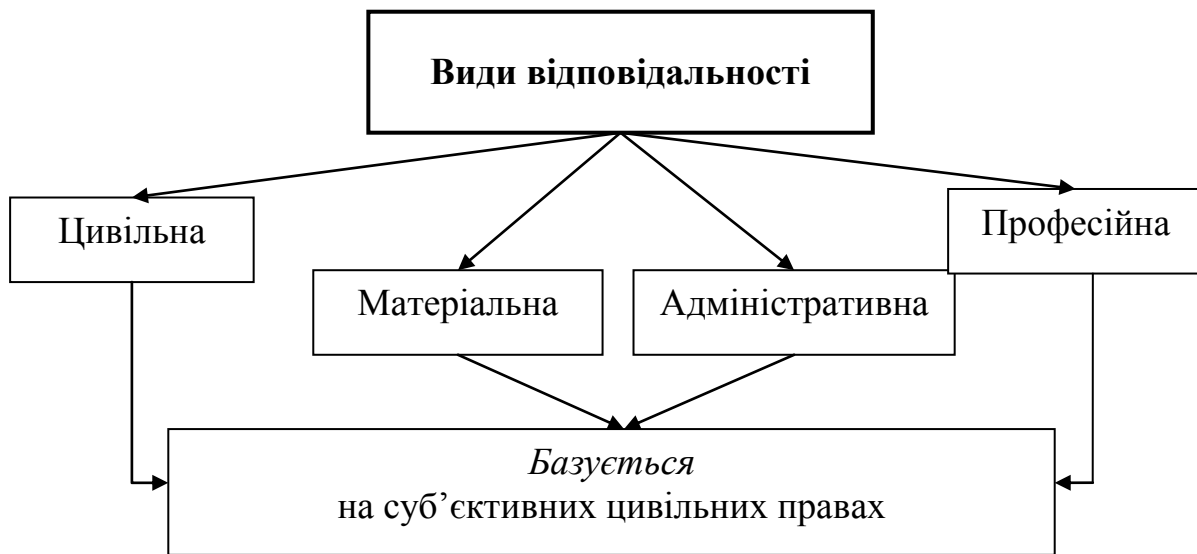 Види відповідальності
Цивільна
Професійна
Матеріальна
Адміністративна
Базується
на суб’єктивних цивільних правах